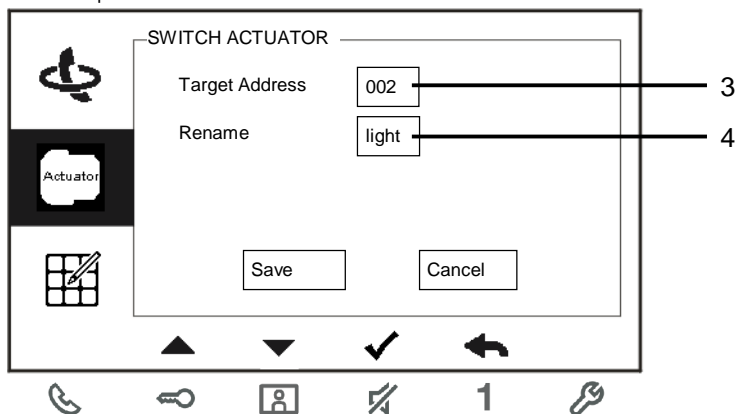 SWITCH ACTUATOR
Target Address 002 3
Rename light 4
Actuator
Save Cancel
1